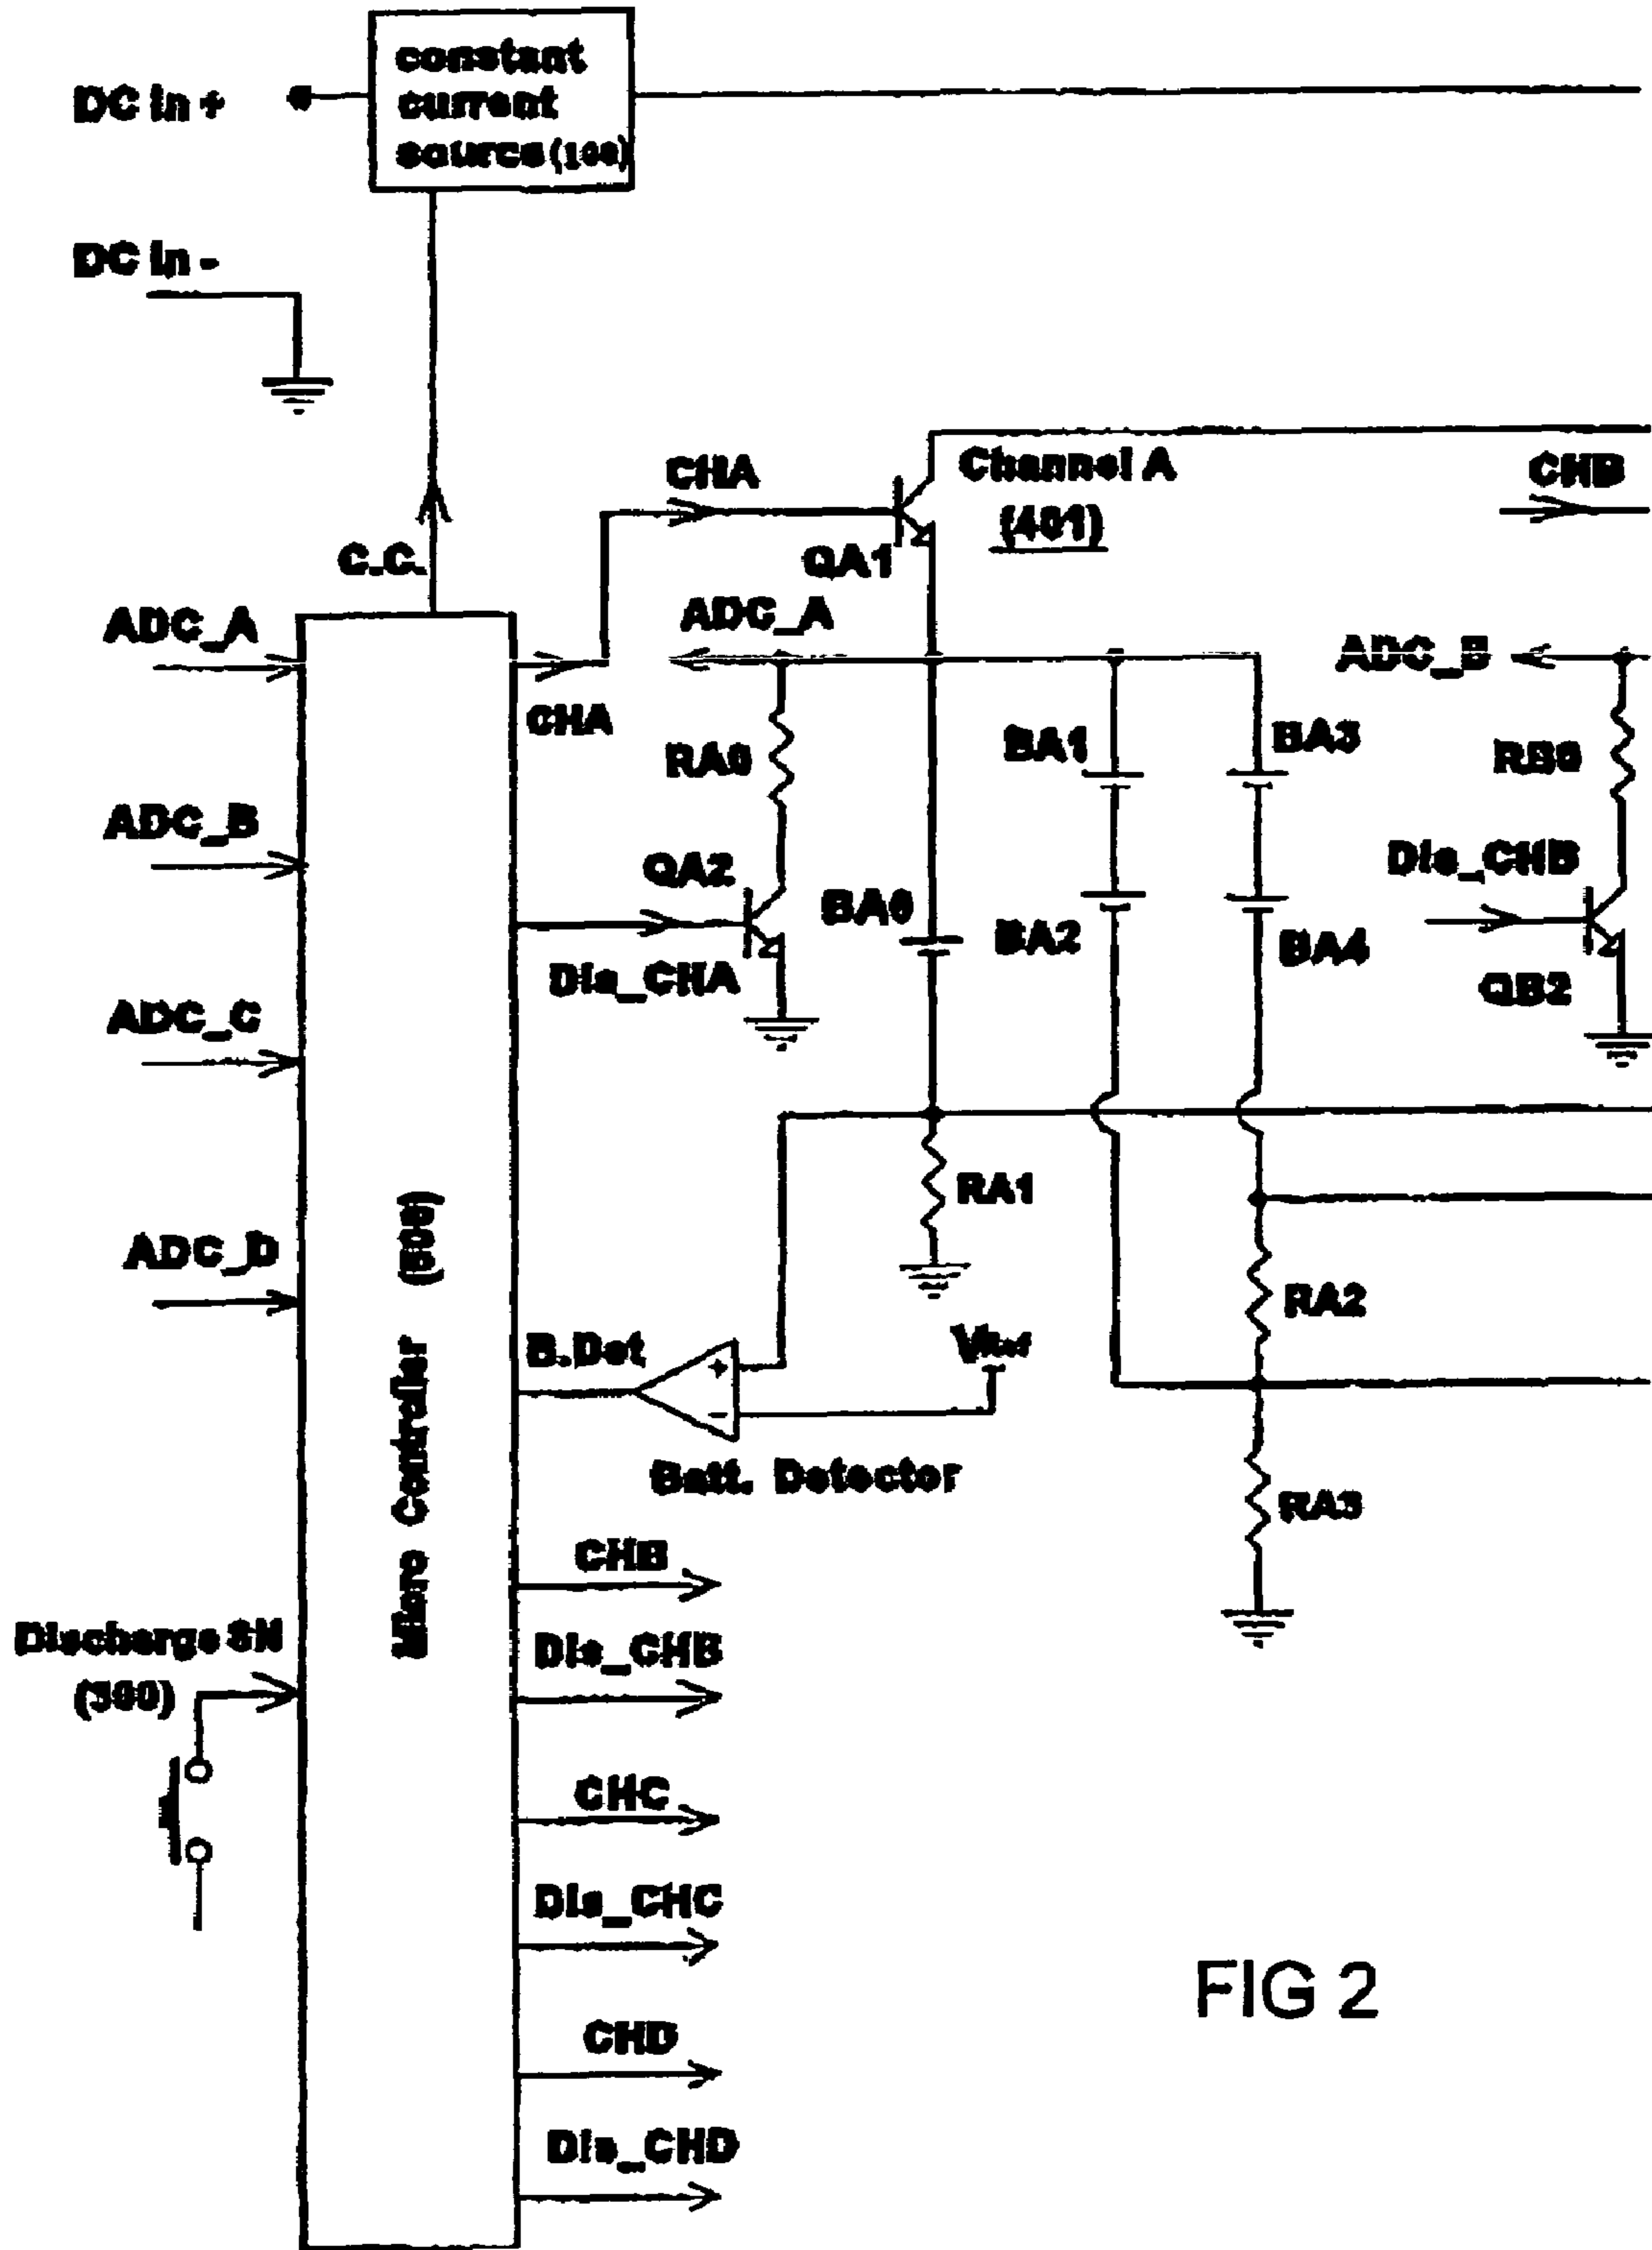 constant
current
source (100)
DC in +
DC in -
C.C.
CHA
Channel A
(401)
QA1
CHB
ADC_A
ADC_A
ADC_B
CHA
RA0
BA1
BA3
RB0
ADC_B
QA2
BA0
BA2
BA4
Dis_CHB
QB2
Dis_CHA
ADC_C
RA1
ADC_D
RA2
Micro Controller
B.Det
VRef
Batt. Detector
RA3
CHB
Dis_CHB
Discharge SW
(300)
CHC
Dis_CHC
CHD
Dis_CHD
FIG 2